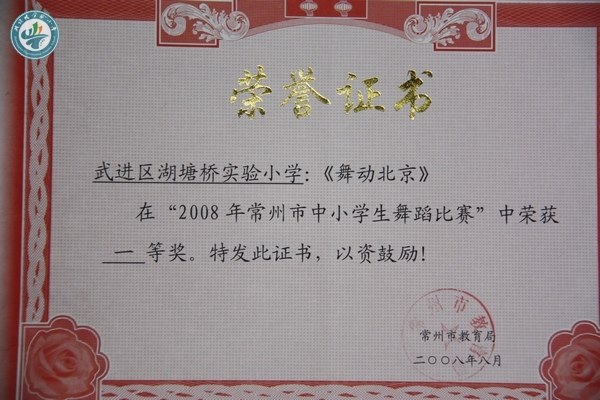 荣誉证书
武进区湖塘桥实验小学：《舞动北京》
在“2008年常州市中小学生舞蹈比赛”中荣获
一 等奖。特发此证书，以资鼓励！
常州市教育局
二〇〇八年八月